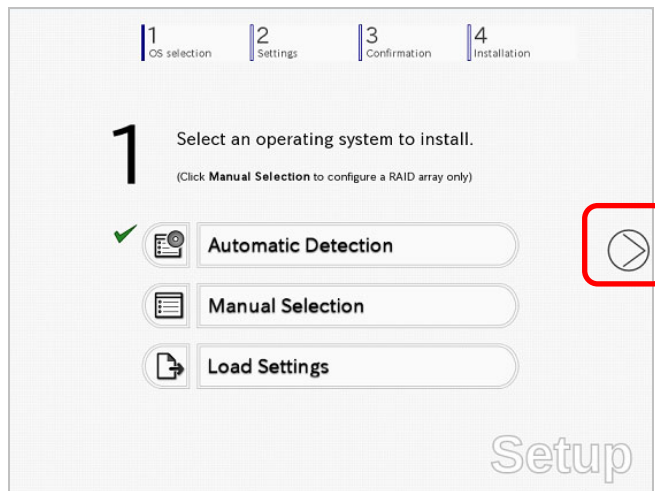 1 2 3 4
OS selection Settings Confirmation Installation
1 Select an operating system to install.
(Click Manual Selection to configure a RAID array only)
Automatic Detection
Manual Selection
Load Settings
Setup